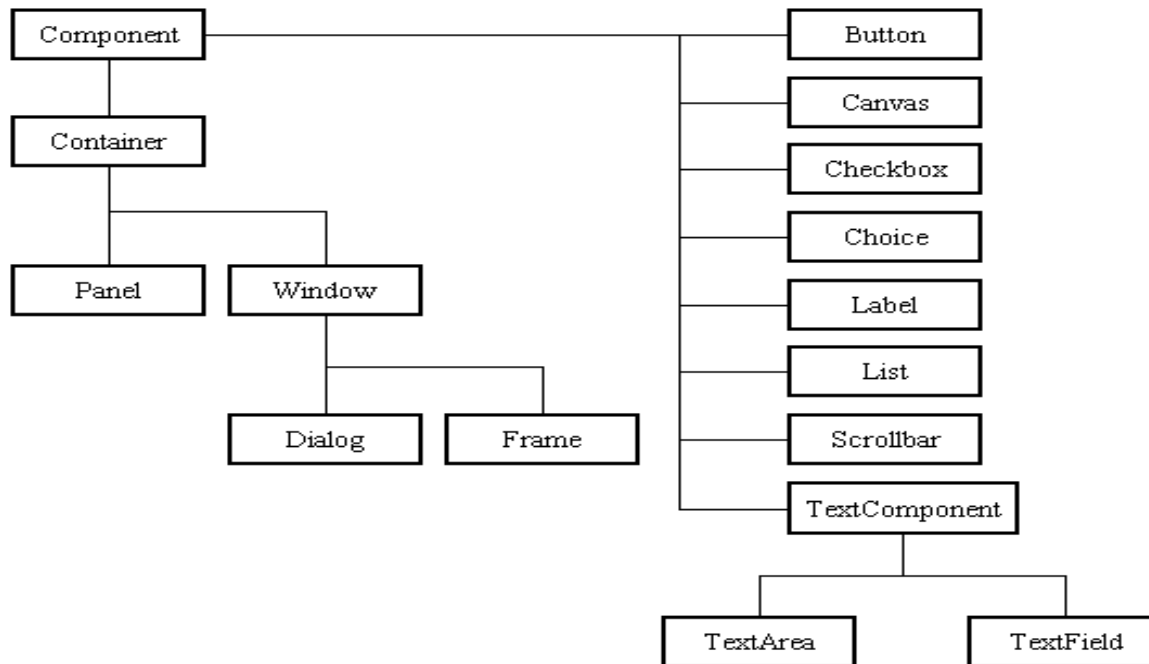 Component
Button
Canvas
Container
Checkbox
Choice
Panel
Window
Label
List
Dialog
Frame
Scrollbar
TextComponent
TextArea
TextField